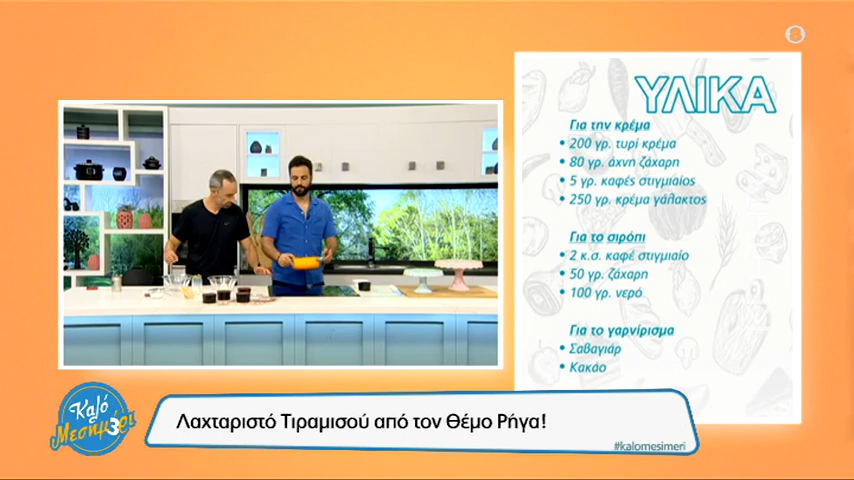 ΥΛΙΚΑ
Για την κρέμα
• 200 γρ. τυρί κρέμα
• 80 γρ. άχνη ζάχαρη
• 5 γρ. καφές στιγμιαίος
• 250 γρ. κρέμα γάλακτος
Για το σιρόπι
• 2 κ.σ. καφέ στιγμιαίο
• 50 γρ. ζάχαρη
• 100 γρ. νερό
Για το γαρνίρισμα
• Σαβαγιάρ
• Κακάο
Καλό
Μεσημ3ρι
Λαχταριστό Τιραμισού από τον Θέμο Ρήγα!
#kalomesimeri